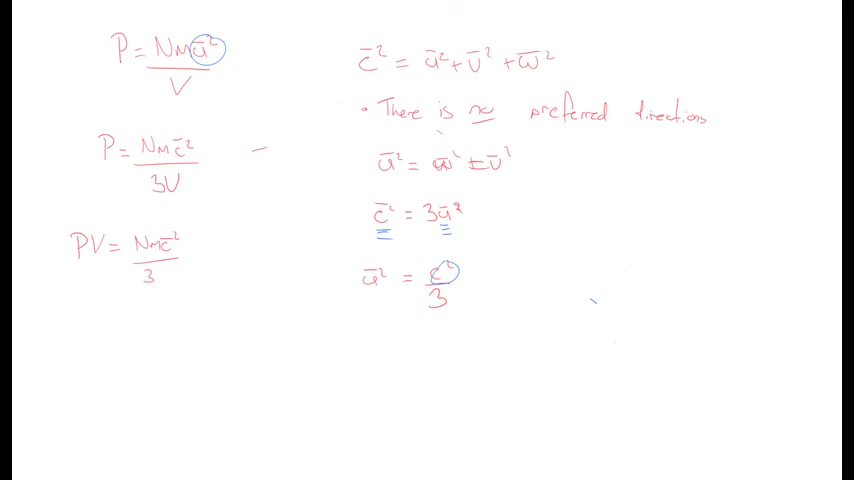 P = Nmū²/V
P = Nmc̄²/3V
PV = Nmc̄²/3
c̄² = ū² + v̄² + w̄²
• There is no preferred directions
ū² = w̄² = v̄²
c̄² = 3ū²
ū² = c̄²/3